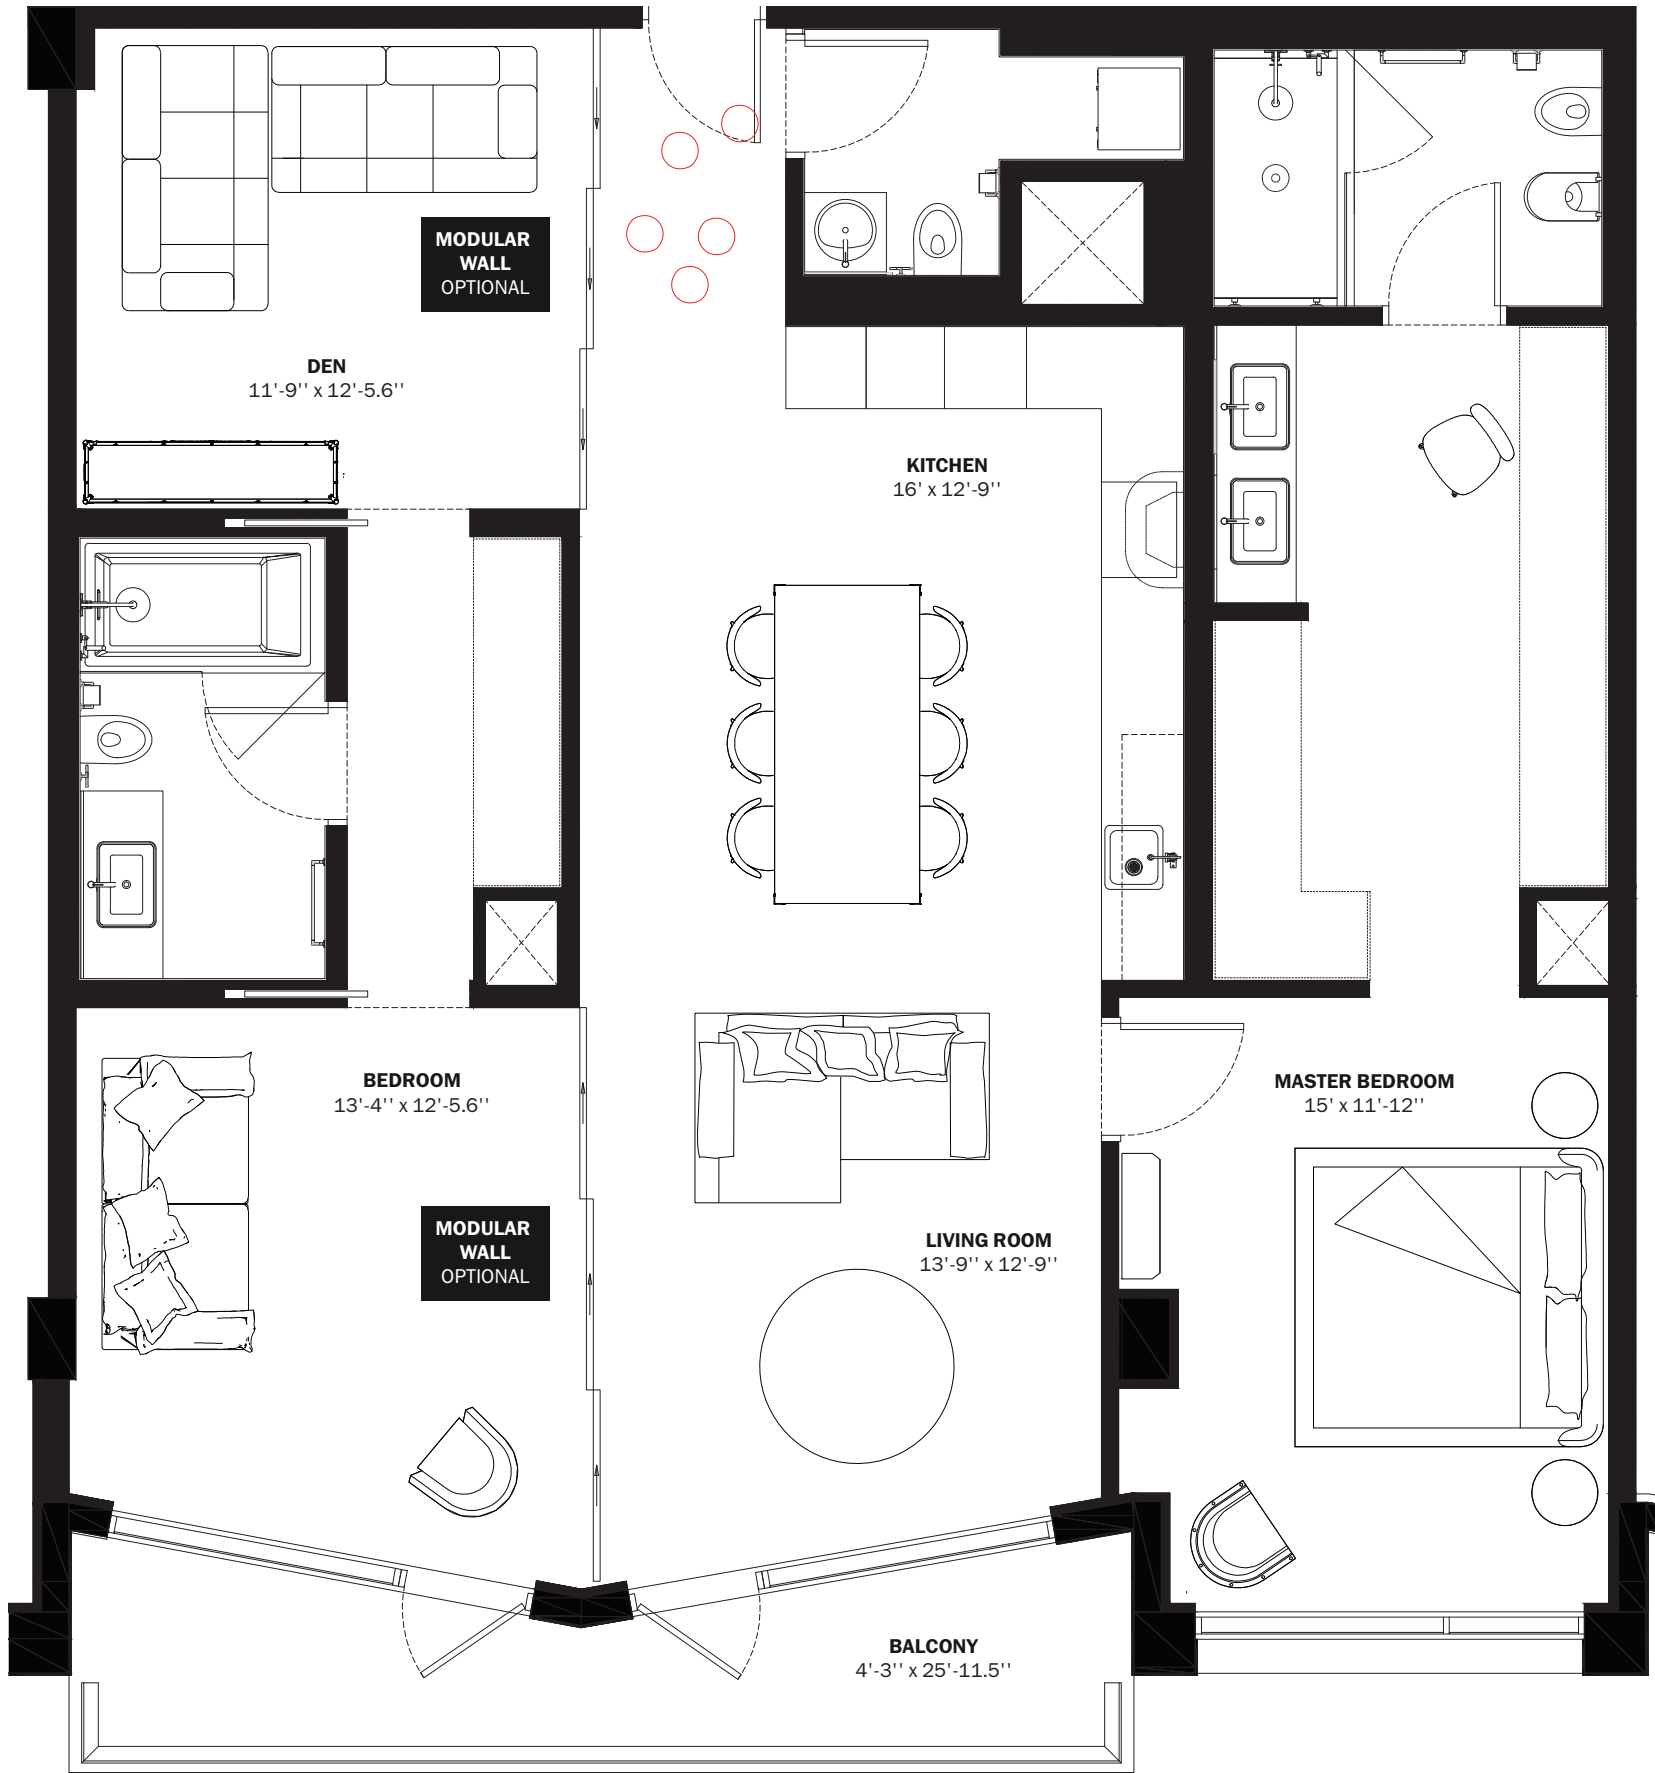 MODULAR
WALL
OPTIONAL
DEN
11'-9'' x 12'-5.6''
KITCHEN
16' x 12'-9''
BEDROOM
13'-4'' x 12'-5.6''
MASTER BEDROOM
15' x 11'-12''
MODULAR
WALL
OPTIONAL
LIVING ROOM
13'-9'' x 12'-9''
BALCONY
4'-3'' x 25'-11.5''